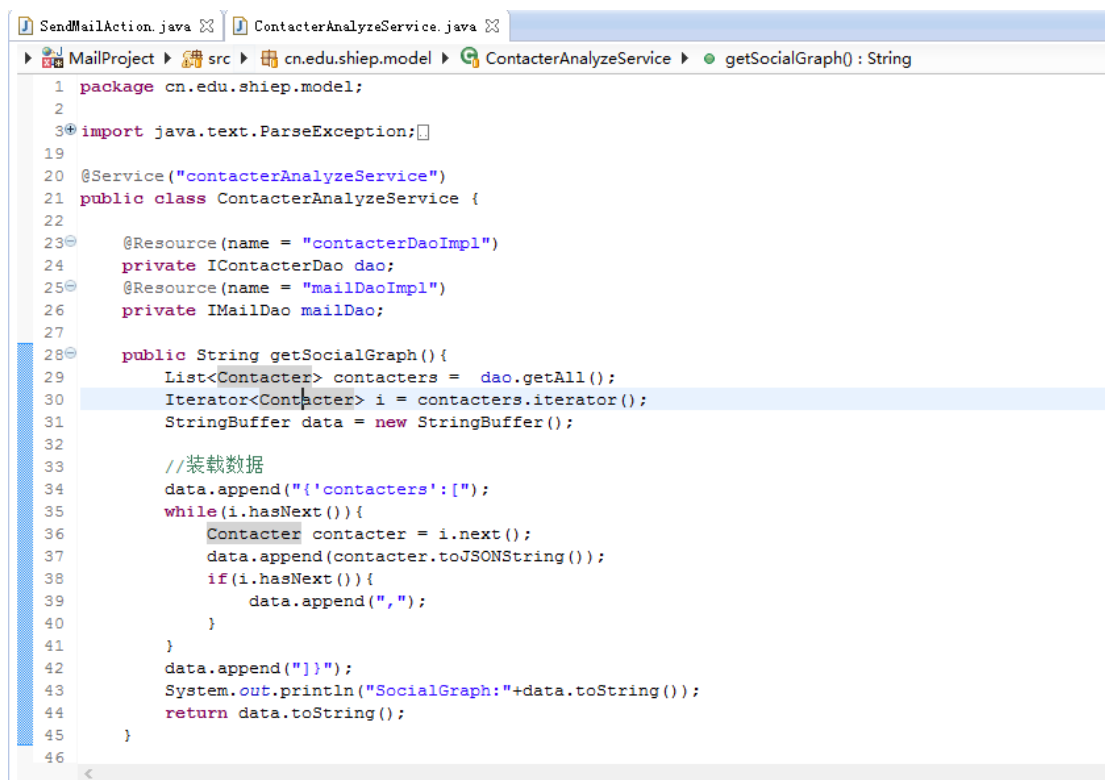 SendMailAction.java ContacterAnalyzeService.java
MailProject src cn.edu.shiep.model ContacterAnalyzeService getSocialGraph() : String
1 package cn.edu.shiep.model;
2
3 import java.text.ParseException;
19
20 @Service("contacterAnalyzeService")
21 public class ContacterAnalyzeService {
22
23 @Resource(name = "contacterDaoImpl")
24 private IContacterDao dao;
25 @Resource(name = "mailDaoImpl")
26 private IMailDao mailDao;
27
28 public String getSocialGraph(){
29 List<Contacter> contacters =  dao.getAll();
30 Iterator<Contacter> i = contacters.iterator();
31 StringBuffer data = new StringBuffer();
32
33 //装载数据
34 data.append("{'contacters':[");
35 while(i.hasNext()){
36 Contacter contacter = i.next();
37 data.append(contacter.toJSONString());
38 if(i.hasNext()){
39 data.append(",");
40 }
41 }
42 data.append("]}");
43 System.out.println("SocialGraph:"+data.toString());
44 return data.toString();
45 }
46